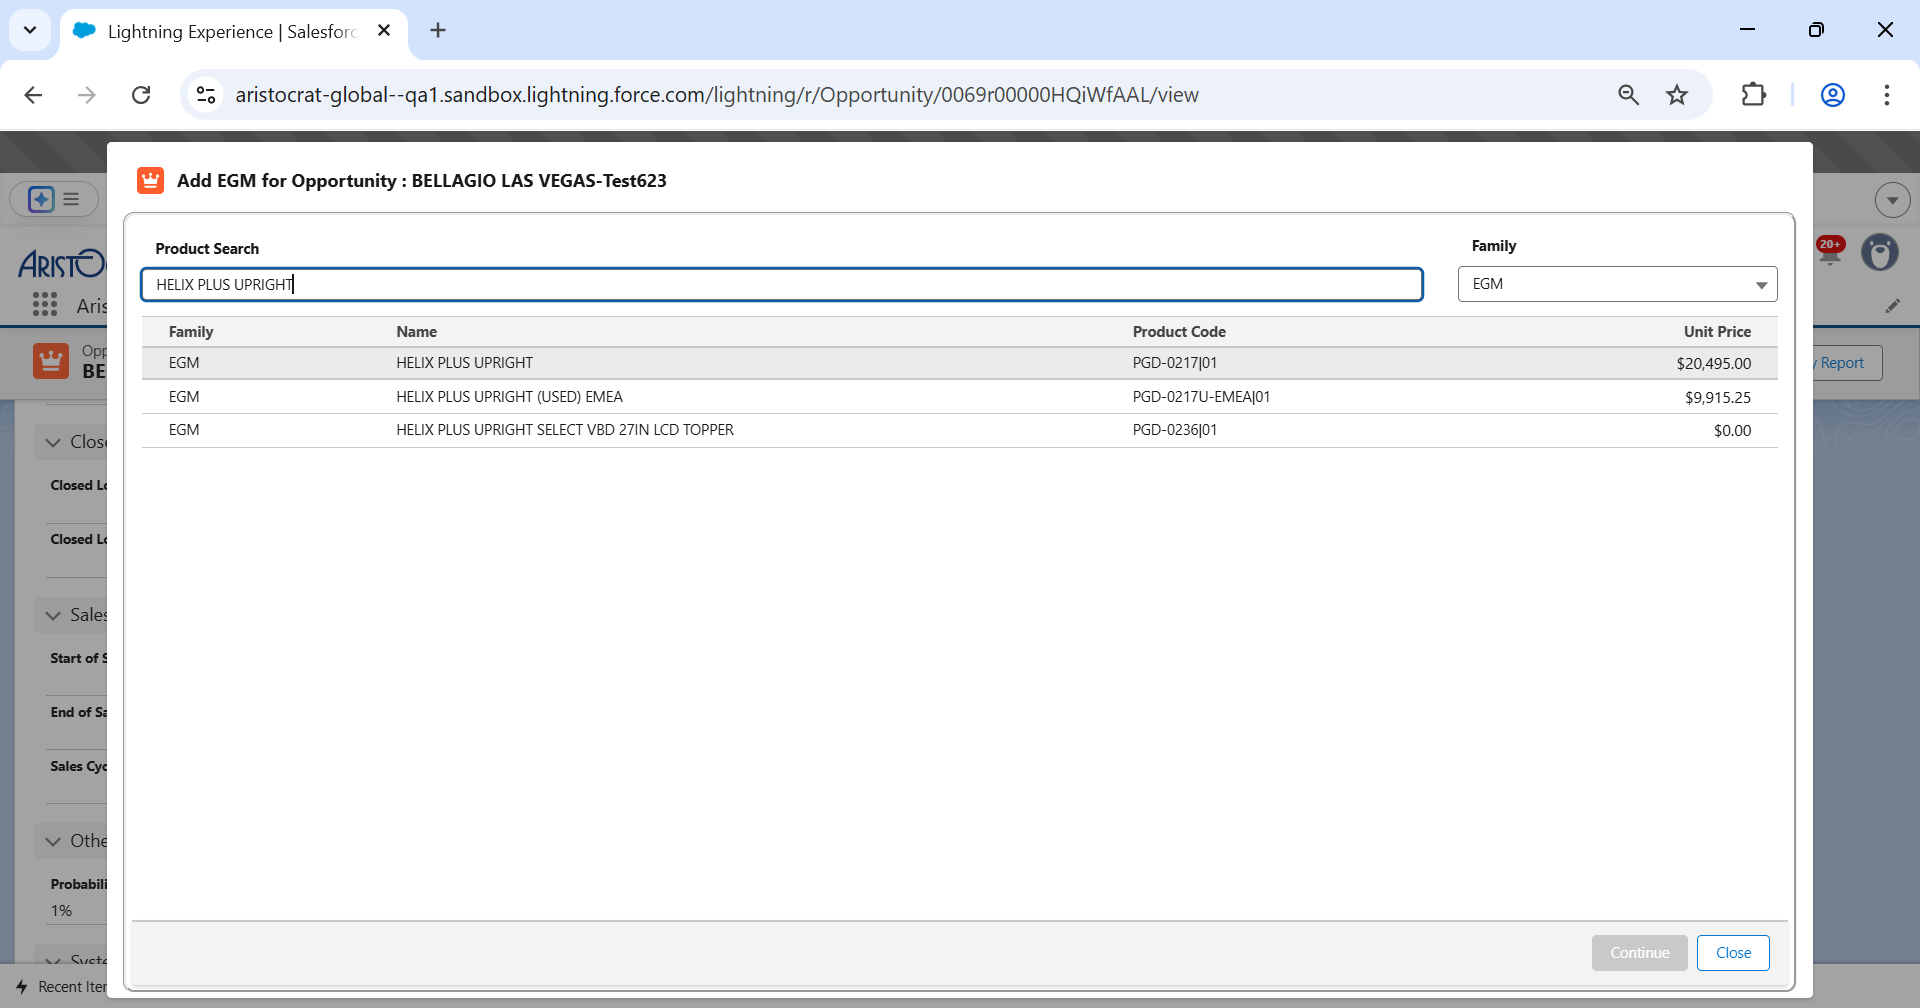 Lightning Experience | Salesforc
aristocrat-global--qa1.sandbox.lightning.force.com/lightning/r/Opportunity/0069r00000HQiWfAAL/view
Add EGM for Opportunity : BELLAGIO LAS VEGAS-Test623
Product Search
Family
HELIX PLUS UPRIGHT
EGM
Family Name Product Code Unit Price
EGM HELIX PLUS UPRIGHT PGD-0217|01 $20,495.00
EGM HELIX PLUS UPRIGHT (USED) EMEA PGD-0217U-EMEA|01 $9,915.25
EGM HELIX PLUS UPRIGHT SELECT VBD 27IN LCD TOPPER PGD-0236|01 $0.00
Continue Close
20+
ARISTO
Aris
Opp
BE
y Report
Close
Closed Lo
Closed Lo
Sales
Start of S
End of Sa
Sales Cyc
Othe
Probabili
1%
Syste
Recent Iter